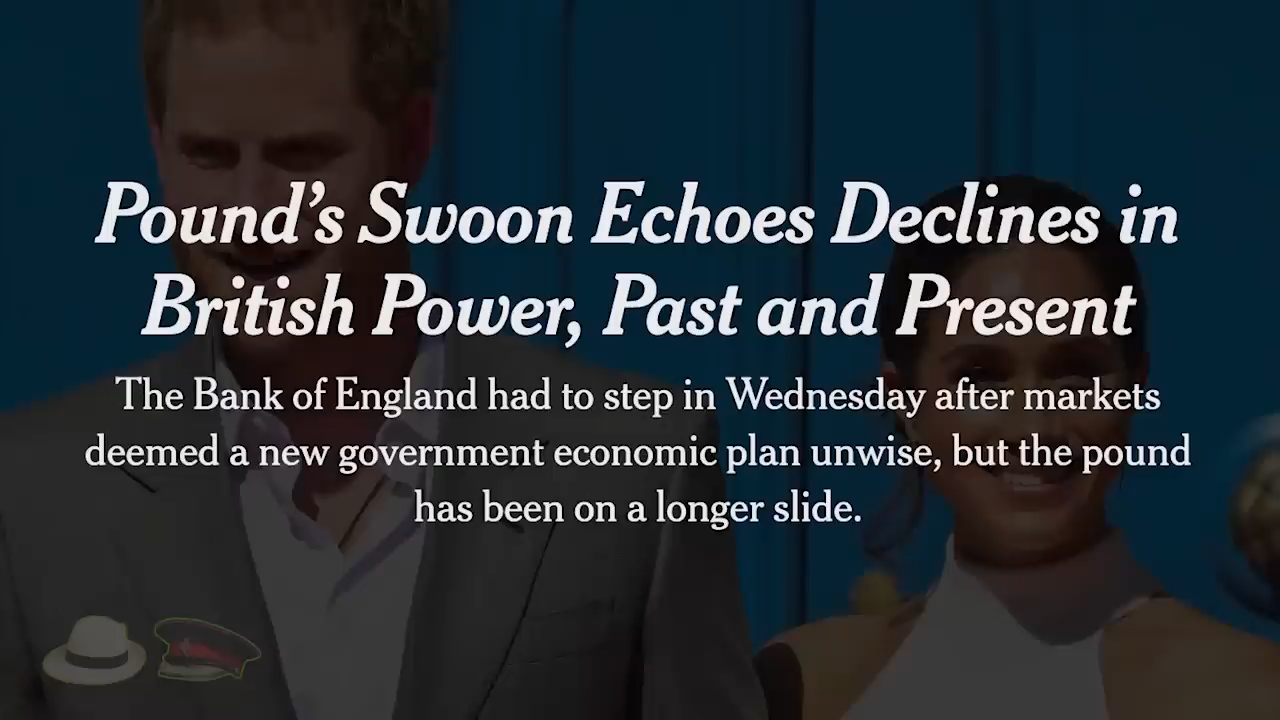 Pound’s Swoon Echoes Declines in
British Power, Past and Present
The Bank of England had to step in Wednesday after markets
deemed a new government economic plan unwise, but the pound
has been on a longer slide.